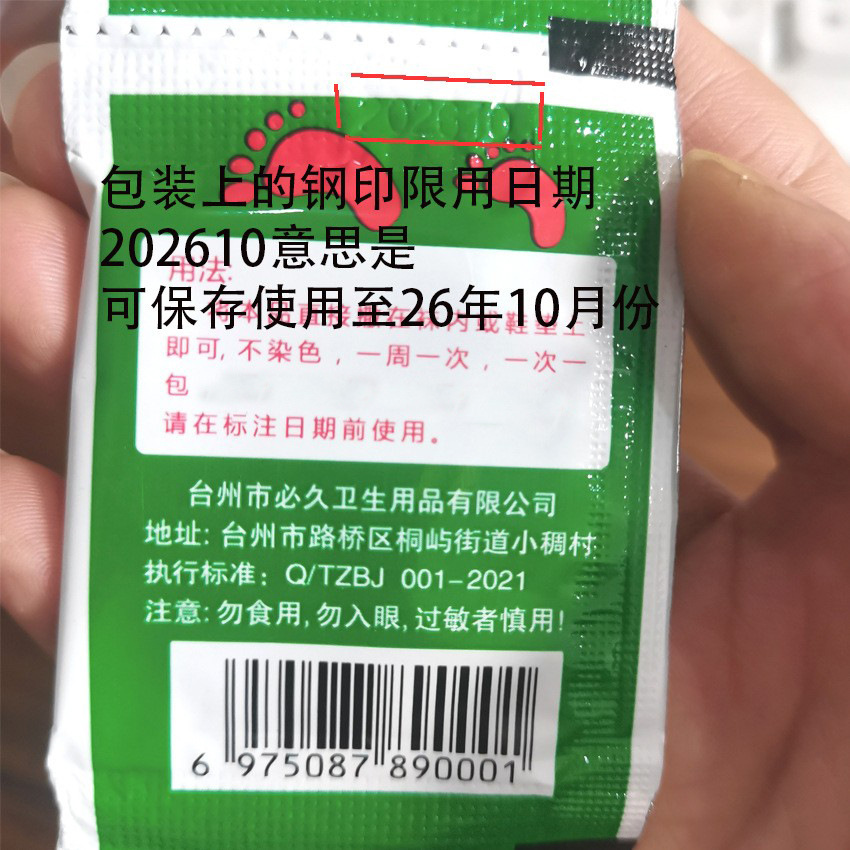 202610
包装上的钢印限用日期
202610意思是
可保存使用至26年10月份
用法:
即可,不染色,一周一次,一次一
包
请在标注日期前使用。
台州市必久卫生用品有限公司
地址:台州市路桥区桐屿街道小稠村
执行标准:Q/TZBJ 001-2021
注意:勿食用,勿入眼,过敏者慎用!
6 975087 890001